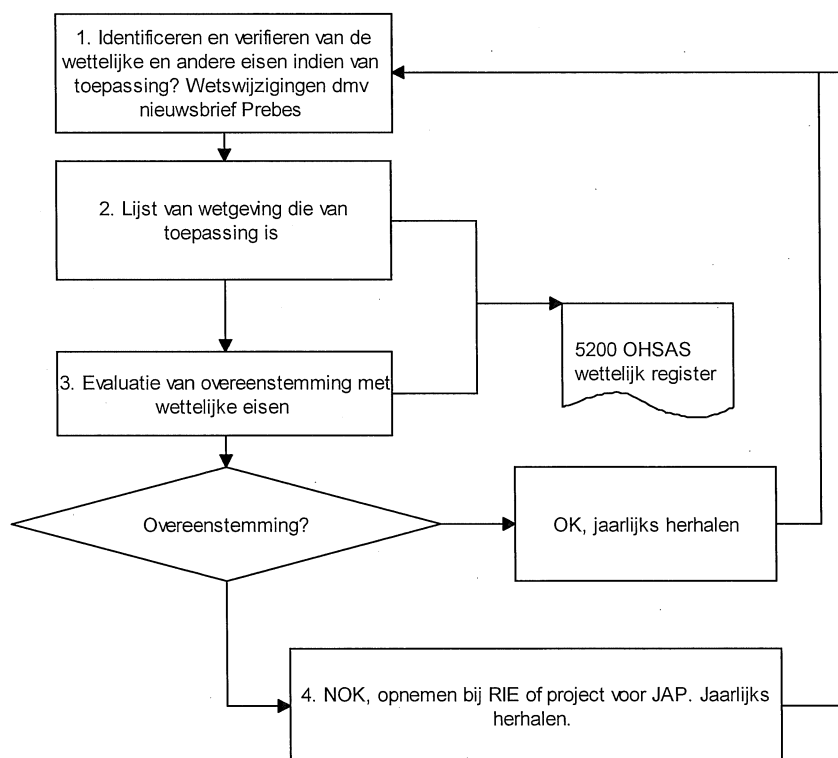 1. Identificeren en verifieren van de
wettelijke en andere eisen indien van
toepassing? Wetswijzigingen dmv
nieuwsbrief Prebes
2. Lijst van wetgeving die van
toepassing is
5200 OHSAS
wettelijk register
3. Evaluatie van overeenstemming met
wettelijke eisen
Overeenstemming?
OK, jaarlijks herhalen
4. NOK, opnemen bij RIE of project voor JAP. Jaarlijks
herhalen.